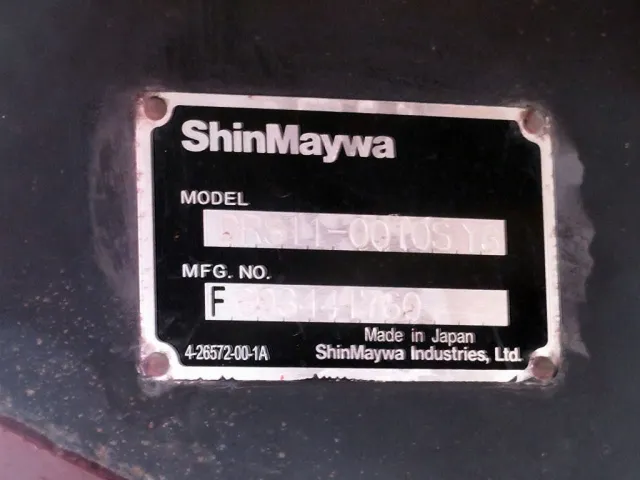 ShinMaywa
MODEL
MFG. NO.
F
Made in Japan
4-26572-00-1A
ShinMaywa Industries, Ltd.